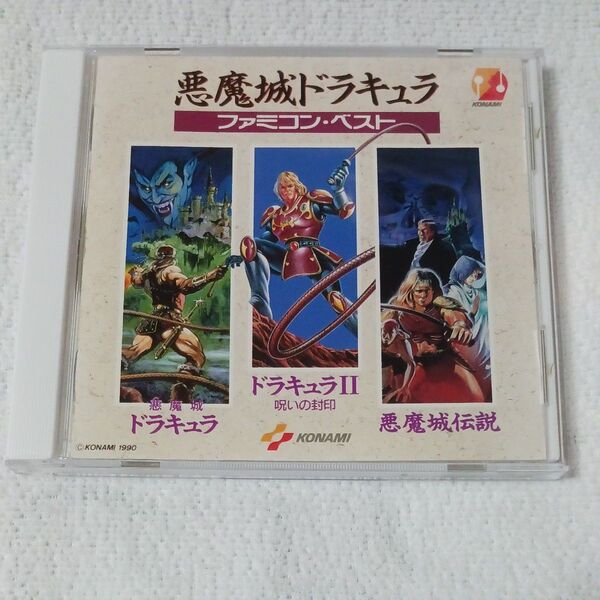 悪魔城ドラキュラ
KONAMI
ファミコン・ベスト
悪魔城
ドラキュラ
ドラキュラII
呪いの封印
悪魔城伝説
©KONAMI 1990
KONAMI